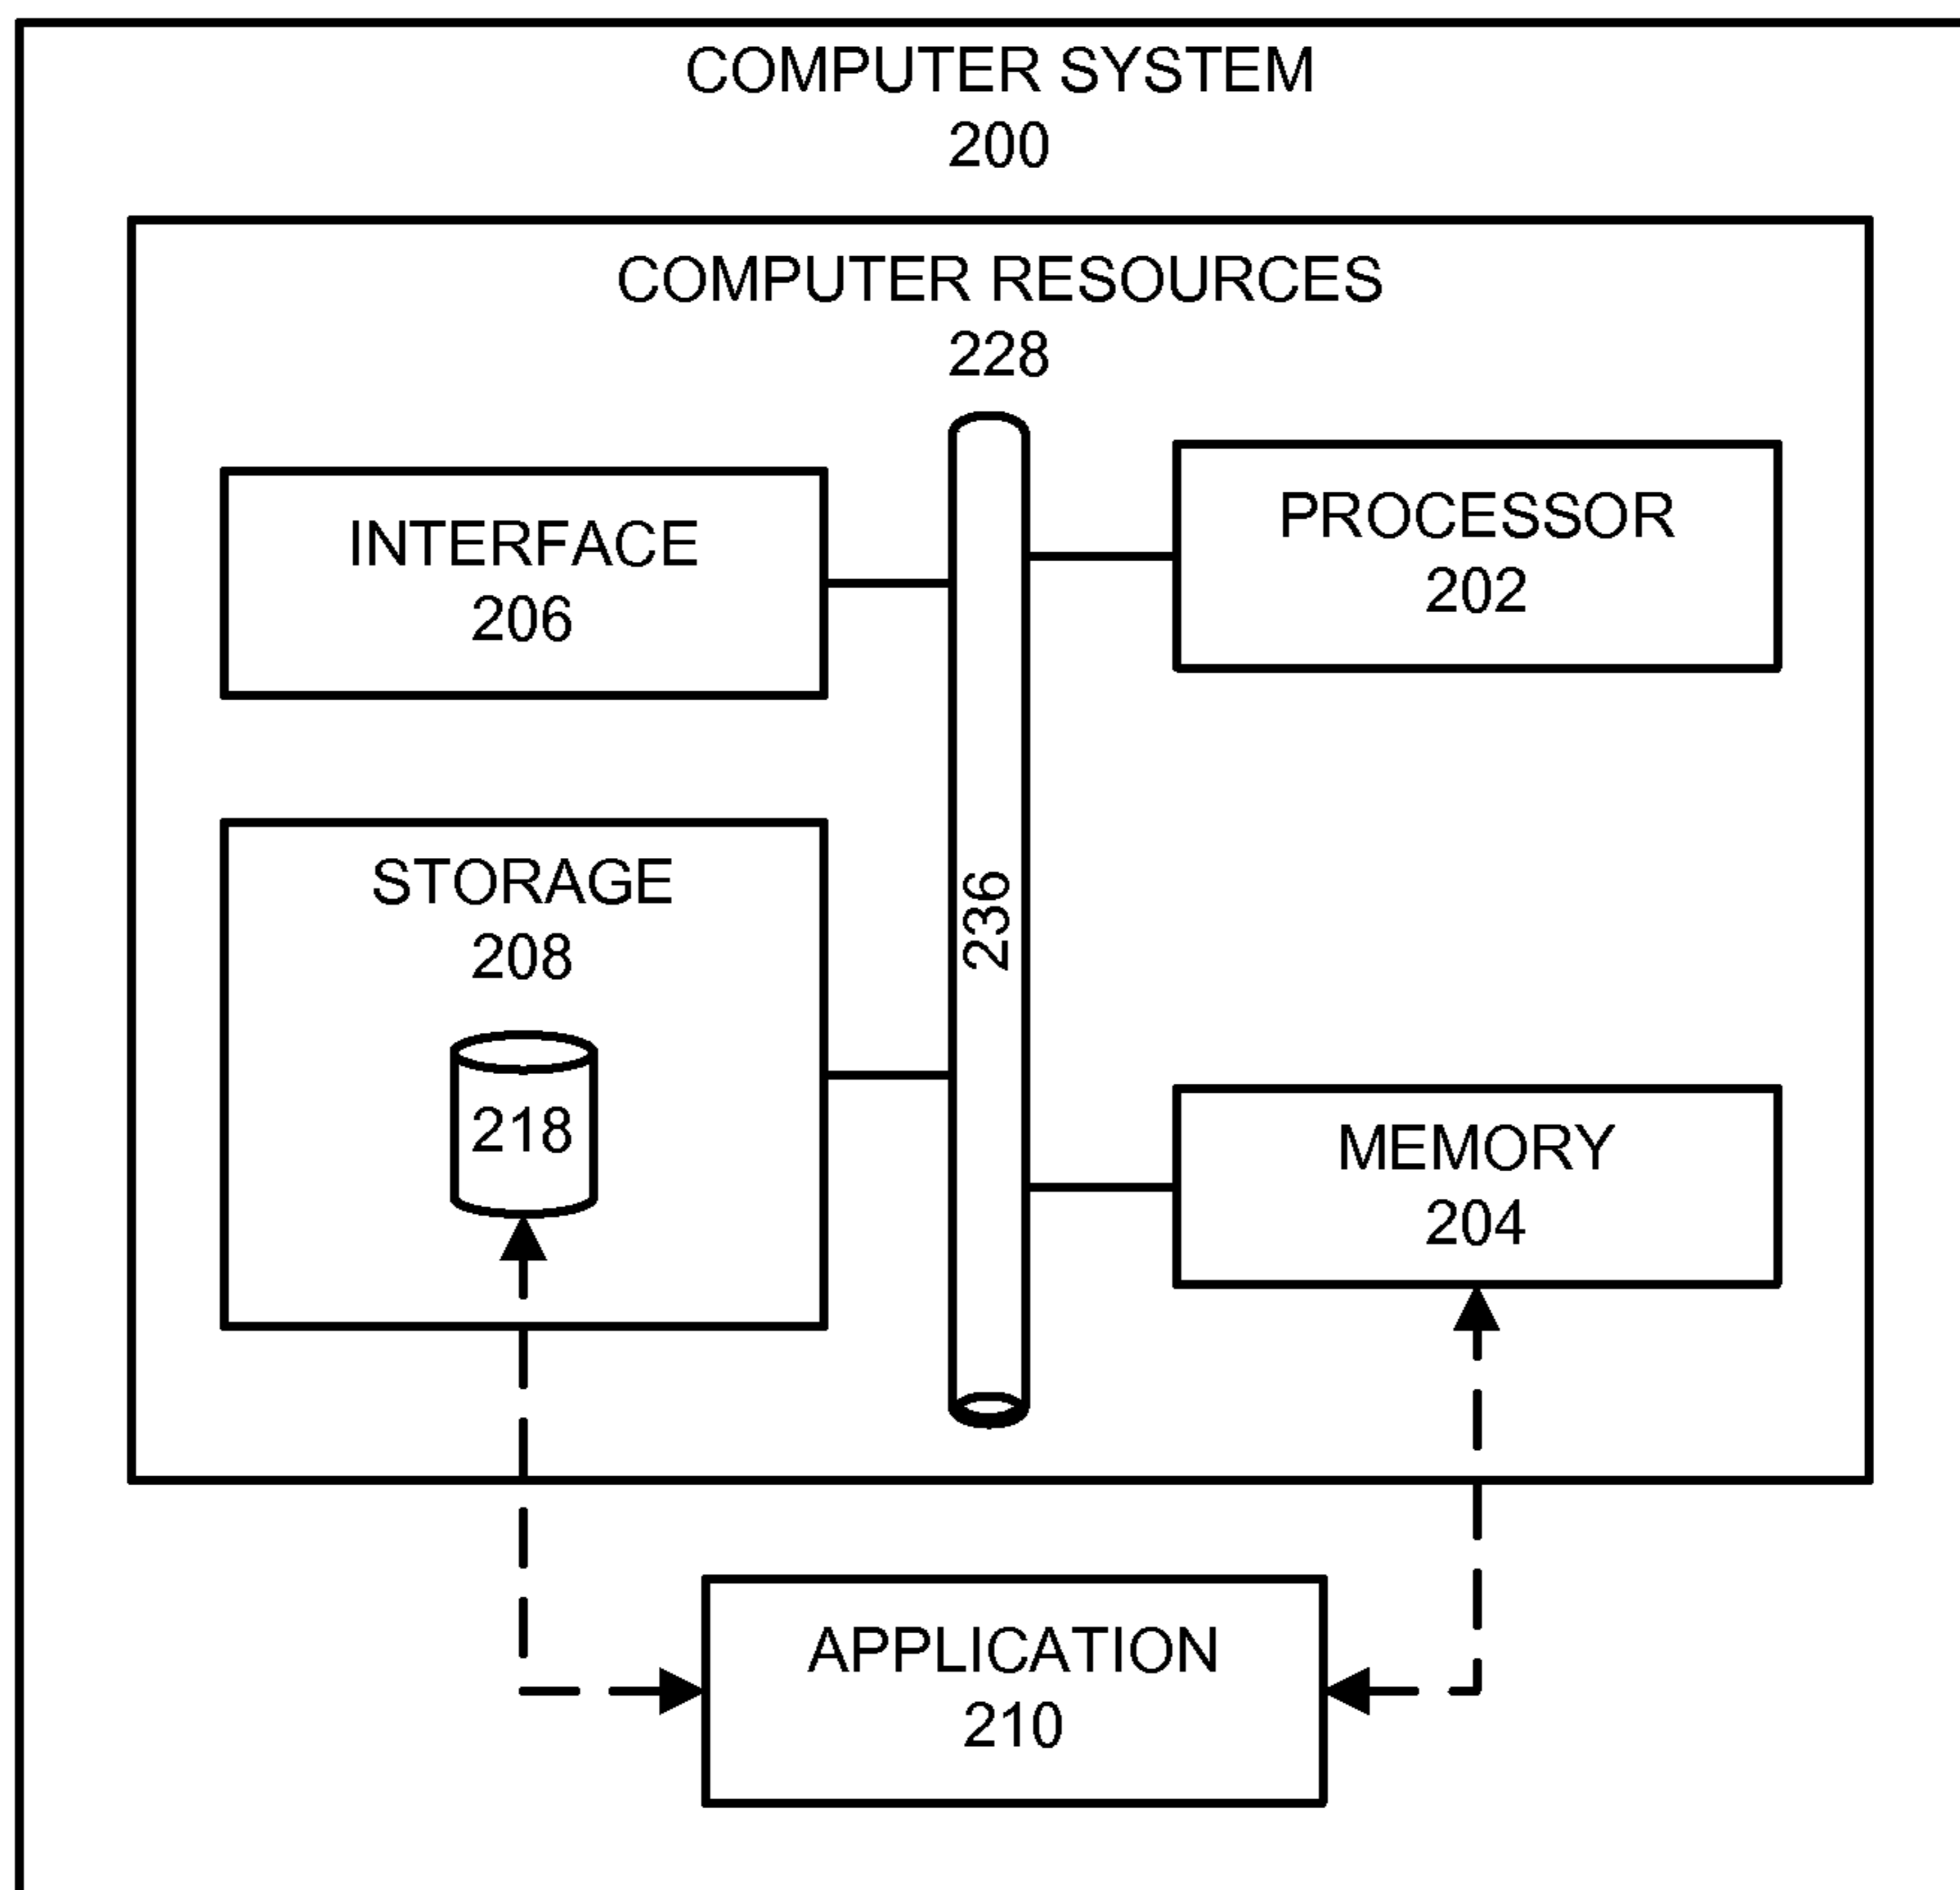 COMPUTER SYSTEM
200
COMPUTER RESOURCES
228
INTERFACE
206
PROCESSOR
202
STORAGE
208
218
236
MEMORY
204
APPLICATION
210